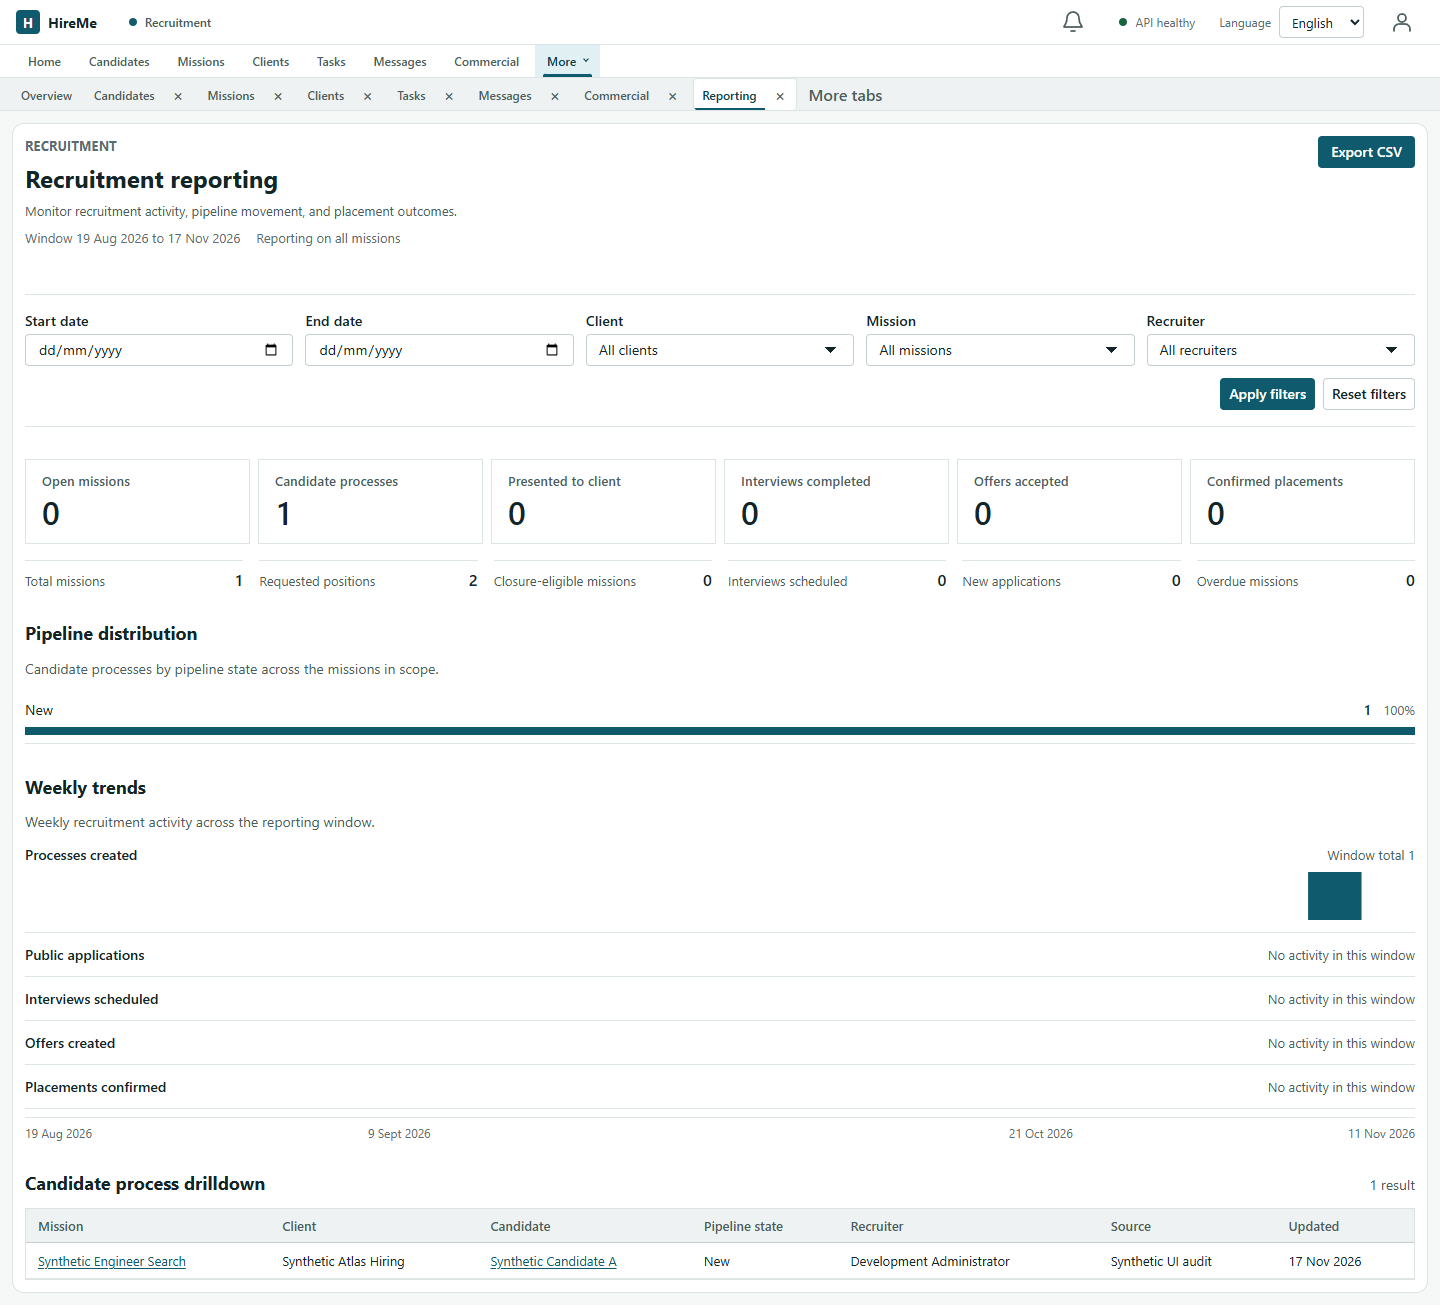 H HireMe Recruitment API healthy Language English
Home Candidates Missions Clients Tasks Messages Commercial More
Overview Candidates × Missions × Clients × Tasks × Messages × Commercial × Reporting × More tabs
RECRUITMENT
Export CSV
Recruitment reporting
Monitor recruitment activity, pipeline movement, and placement outcomes.
Window 19 Aug 2026 to 17 Nov 2026 Reporting on all missions
Start date End date Client Mission Recruiter
dd/mm/yyyy dd/mm/yyyy All clients All missions All recruiters
Apply filters Reset filters
Open missions Candidate processes Presented to client Interviews completed Offers accepted Confirmed placements
0 1 0 0 0 0
Total missions 1 Requested positions 2 Closure-eligible missions 0 Interviews scheduled 0 New applications 0 Overdue missions 0
Pipeline distribution
Candidate processes by pipeline state across the missions in scope.
New 1 100%
Weekly trends
Weekly recruitment activity across the reporting window.
Processes created Window total 1
Public applications No activity in this window
Interviews scheduled No activity in this window
Offers created No activity in this window
Placements confirmed No activity in this window
19 Aug 2026 9 Sept 2026 21 Oct 2026 11 Nov 2026
Candidate process drilldown 1 result
Mission Client Candidate Pipeline state Recruiter Source Updated
Synthetic Engineer Search Synthetic Atlas Hiring Synthetic Candidate A New Development Administrator Synthetic UI audit 17 Nov 2026